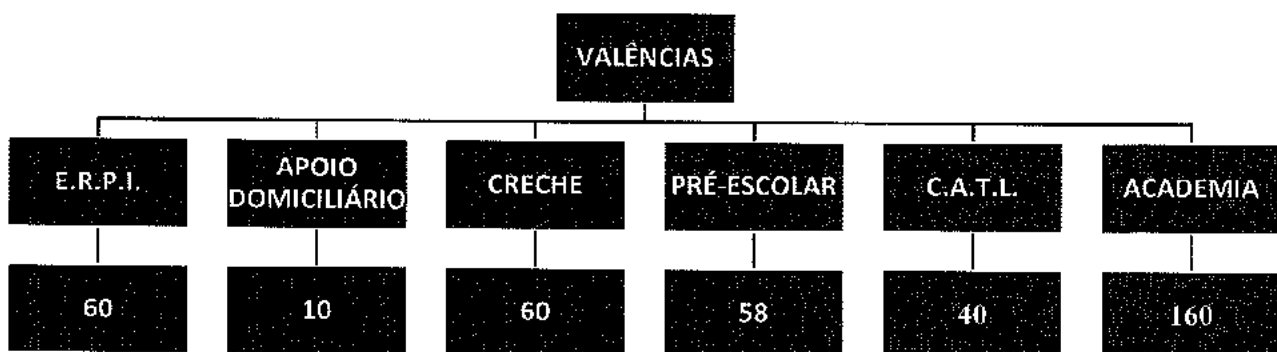 VALÊNCIAS
E.R.P.I.
APOIO
DOMICILIÁRIO
CRECHE
PRÉ-ESCOLAR
C.A.T.L.
ACADEMIA
60
10
60
58
40
160